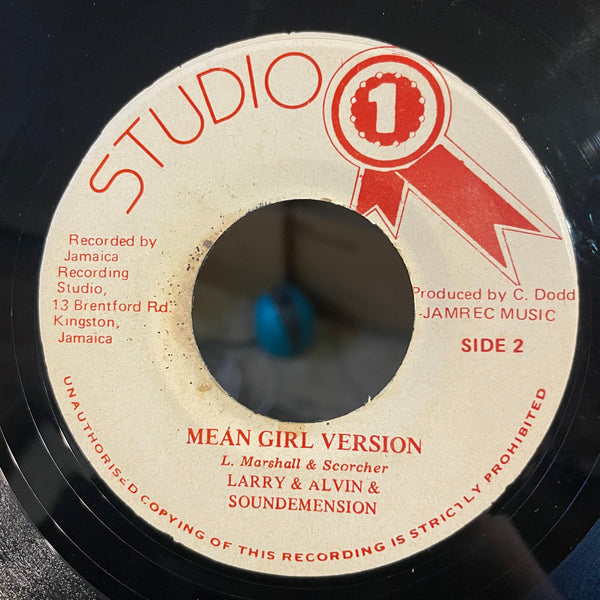 STUDIO 1
Recorded by
Jamaica
Recording
Studio,
13 Brentford Rd
Kingston,
Jamaica
Produced by C. Dodd
JAMREC MUSIC
SIDE 2
MEAN GIRL VERSION
L. Marshall & Scorcher
LARRY & ALVIN &
SOUNDEMENSION
UNAUTHORISED COPYING OF THIS RECORDING IS STRICTLY PROHIBITED